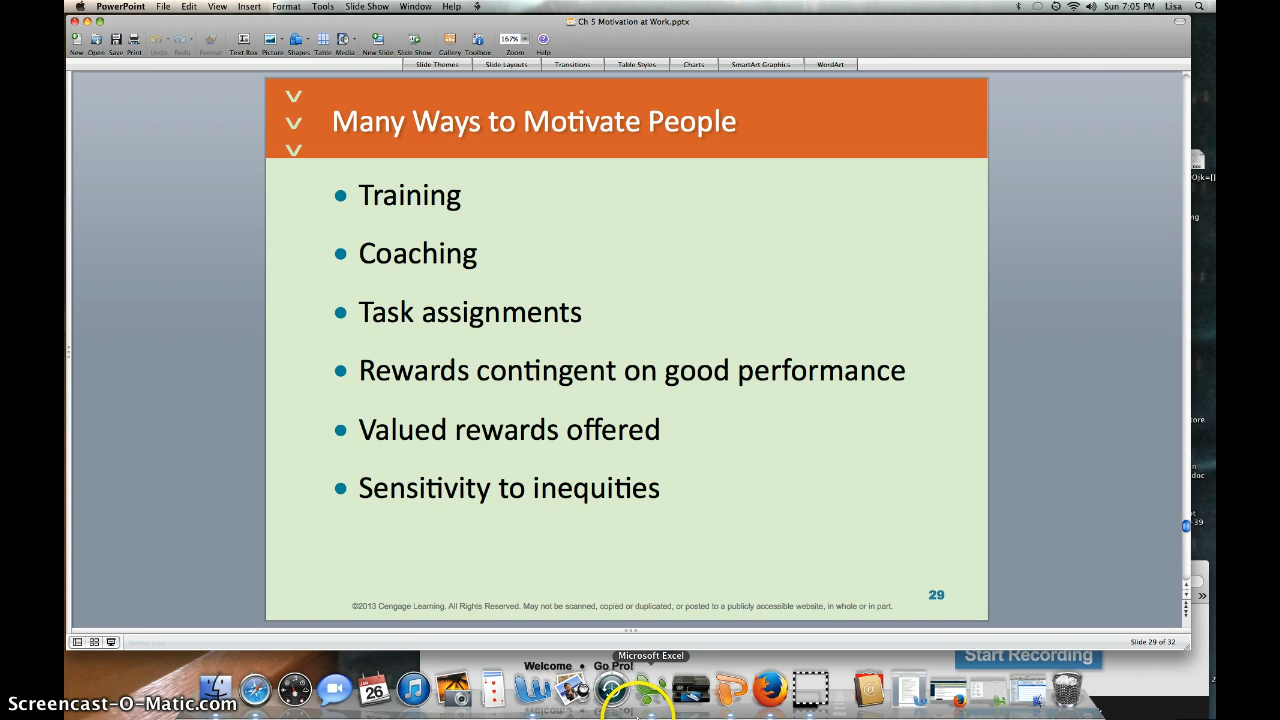 PowerPoint File Edit View Insert Format Tools Slide Show Window Help Sun 7:05 PM Lisa
Ch 5 Motivation at Work.pptx
167%
New Open Save Print Undo Redo Format Text Box Picture Shapes Table Media New Slide Slide Show Gallery Toolbox Zoom Help
Slide Themes Slide Layouts Transitions Table Styles Charts SmartArt Graphics WordArt
Many Ways to Motivate People
• Training
• Coaching
• Task assignments
• Rewards contingent on good performance
• Valued rewards offered
• Sensitivity to inequities
29
©2013 Cengage Learning. All Rights Reserved. May not be scanned, copied or duplicated, or posted to a publicly accessible website, in whole or in part.
Slide 29 of 32
Microsoft Excel
Start Recording
Welcome • Go Pro!
26
Screencast-O-Matic.com